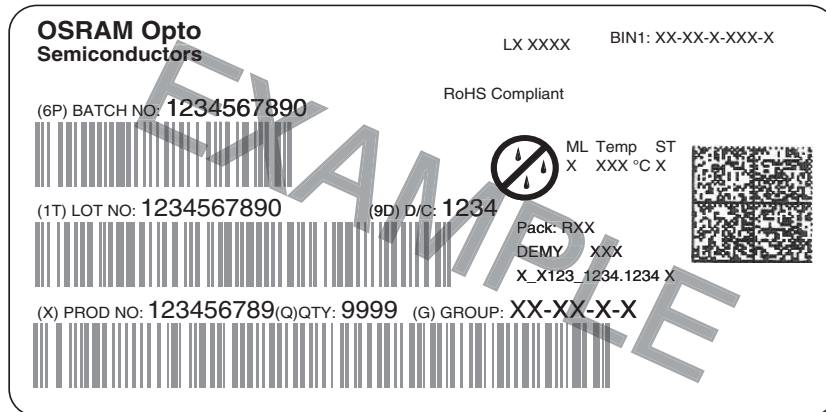 OSRAM Opto
Semiconductors
LX XXXX
BIN1: XX-XX-X-XXX-X
RoHS Compliant
(6P) BATCH NO: 1234567890
ML Temp ST
X XXX °C X
(1T) LOT NO: 1234567890 (9D) D/C: 1234
Pack: RXX
DEMY XXX
X_X123_1234.1234 X
(X) PROD NO: 123456789(Q)QTY: 9999 (G) GROUP: XX-XX-X-X
EXAMPLE